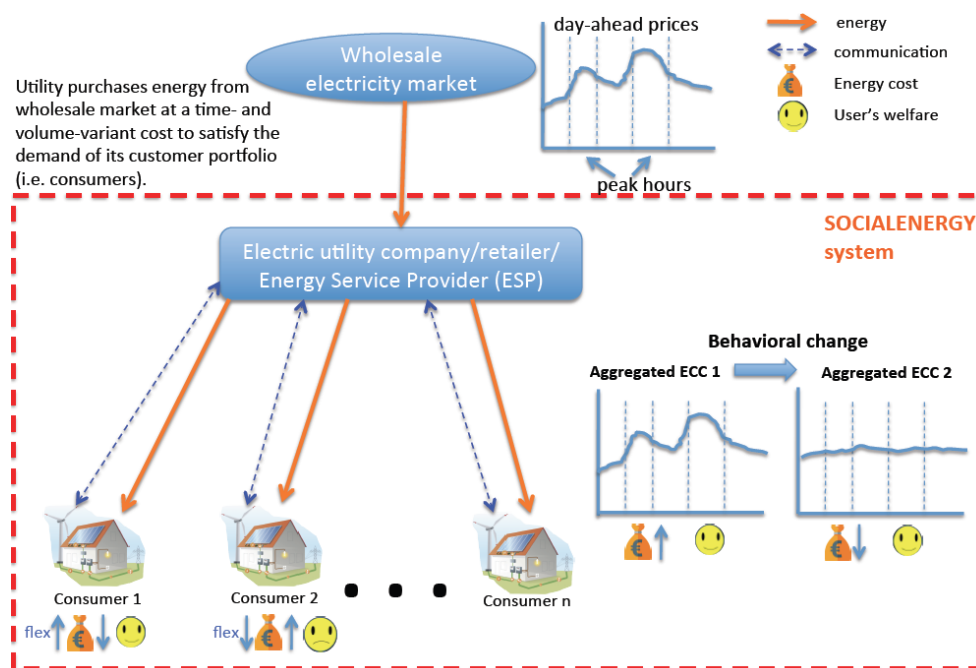 Wholesale
electricity market
day-ahead prices
peak hours
energy
communication
Energy cost
User's welfare
Utility purchases energy from
wholesale market at a time- and
volume-variant cost to satisfy the
demand of its customer portfolio
(i.e. consumers).
SOCIALENERGY
system
Electric utility company/retailer/
Energy Service Provider (ESP)
Behavioral change
Aggregated ECC 1
Aggregated ECC 2
€
€
€
Consumer 1
Consumer 2
Consumer n
flex
€
flex
€